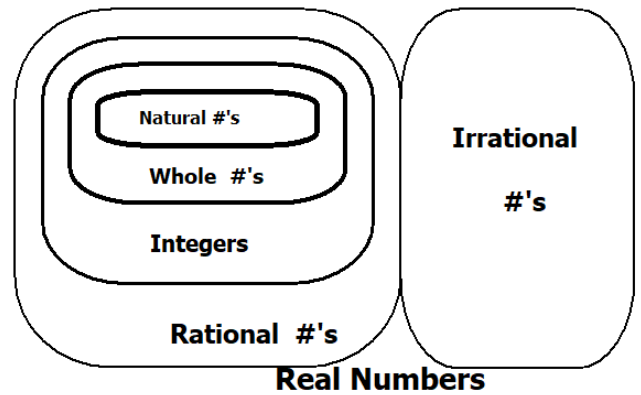 Natural #'s
Irrational
Whole #'s
#'s
Integers
Rational #'s
Real Numbers